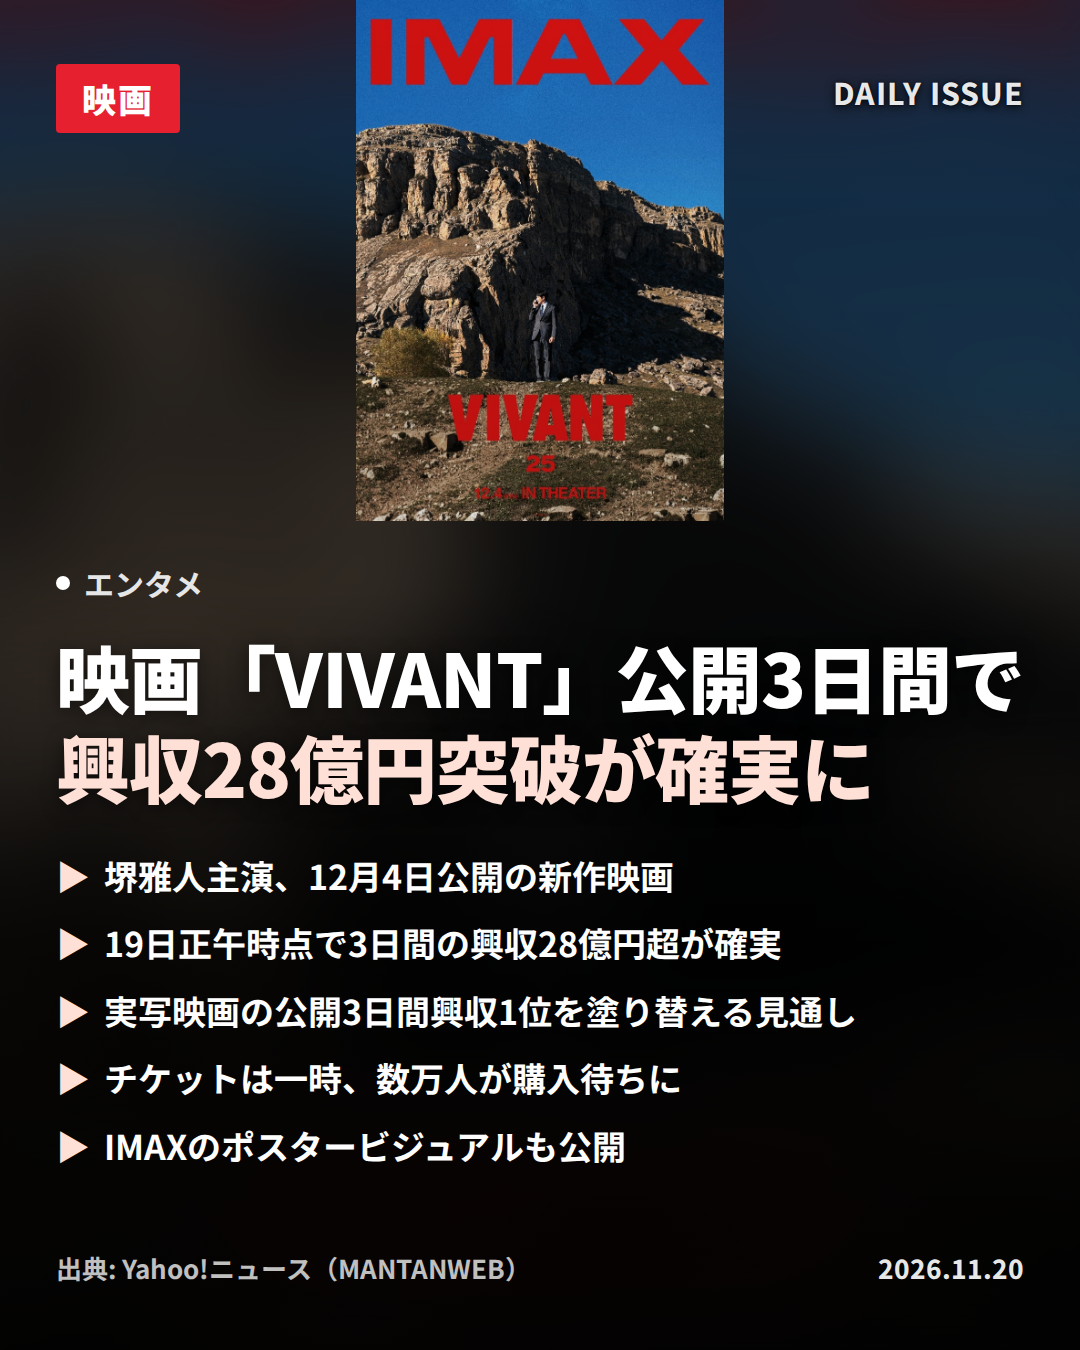 IMAX
映画
DAILY ISSUE
VIVANT
25
IN THEATER
エンタメ
映画「VIVANT」公開3日間で
興収28億円突破が確実に
▶ 堺雅人主演、12月4日公開の新作映画
▶ 19日正午時点で3日間の興収28億円超が確実
▶ 実写映画の公開3日間興収1位を塗り替える見通し
▶ チケットは一時、数万人が購入待ちに
▶ IMAXのポスタービジュアルも公開
出典: Yahoo!ニュース（MANTANWEB）
2026.11.20